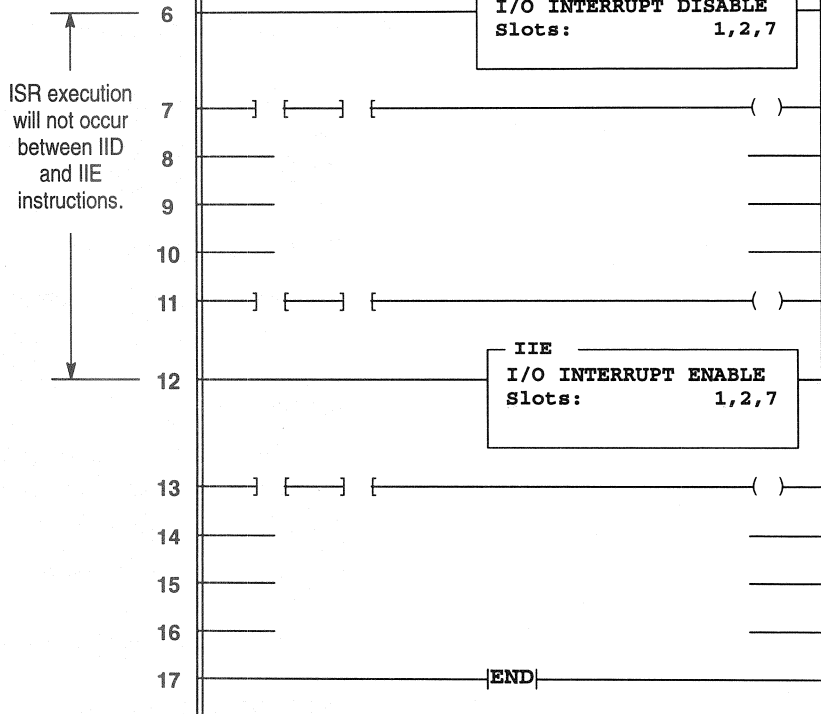 6
I/O INTERRUPT DISABLE
Slots: 1,2,7
ISR execution
will not occur
between IID
and IIE
instructions.
7
8
9
10
11
IIE
12
I/O INTERRUPT ENABLE
Slots: 1,2,7
13
14
15
16
17
END